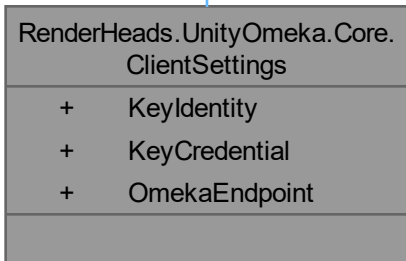 RenderHeads.UnityOmeka.Core.
ClientSettings
+ KeyIdentity
+ KeyCredential
+ OmekaEndpoint